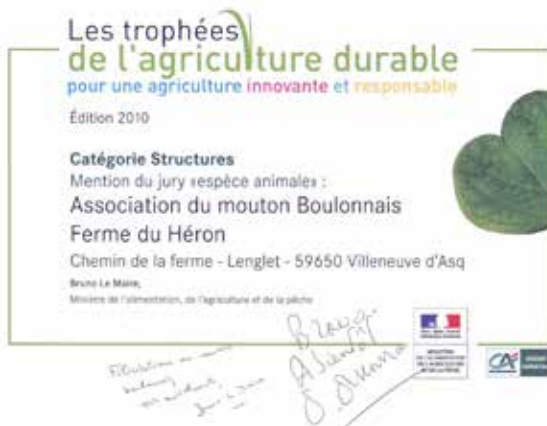 Les trophées
de l'agriculture durable
pour une agriculture innovante et responsable
Édition 2010
Catégorie Structures
Mention du jury «espèce animale» :
Association du mouton Boulonnais
Ferme du Héron
Chemin de la ferme - Lenglet - 59650 Villeneuve d'Asq
Bruno Le Maire,
Ministre de l'alimentation, de l'agriculture et de la pêche
Bravo
CA